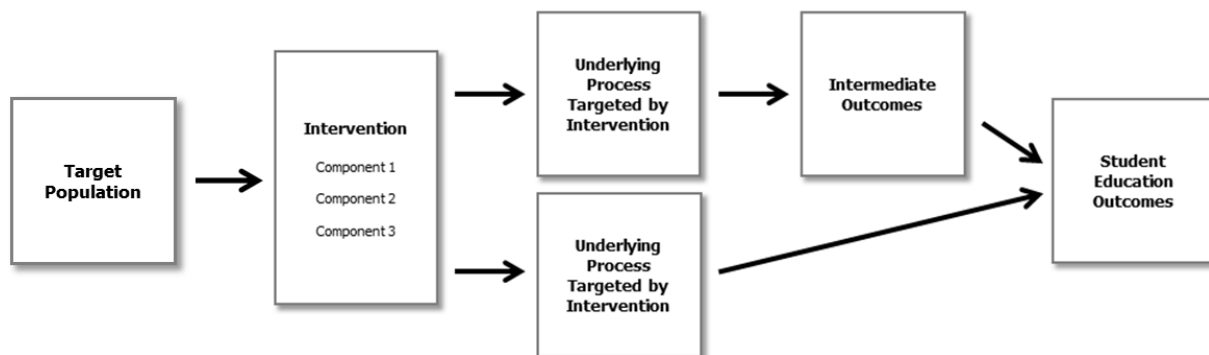 Target
Population
Intervention
Component 1
Component 2
Component 3
Underlying
Process
Targeted by
Intervention
Underlying
Process
Targeted by
Intervention
Intermediate
Outcomes
Student
Education
Outcomes